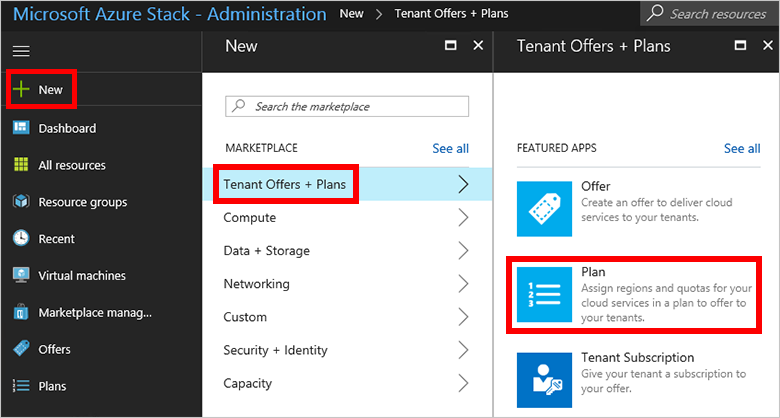 Microsoft Azure Stack - Administration New > Tenant Offers + Plans Search resources
New
Dashboard
All resources
Resource groups
Recent
Virtual machines
Marketplace manag...
Offers
Plans
New
Search the marketplace
MARKETPLACE See all
Tenant Offers + Plans
Compute
Data + Storage
Networking
Custom
Security + Identity
Capacity
Tenant Offers + Plans
FEATURED APPS See all
Offer
Create an offer to deliver cloud
services to your tenants.
1
2
3
Plan
Assign regions and quotas for your
cloud services in a plan to offer to
your tenants.
Tenant Subscription
Give your tenant a subscription to
your offer.